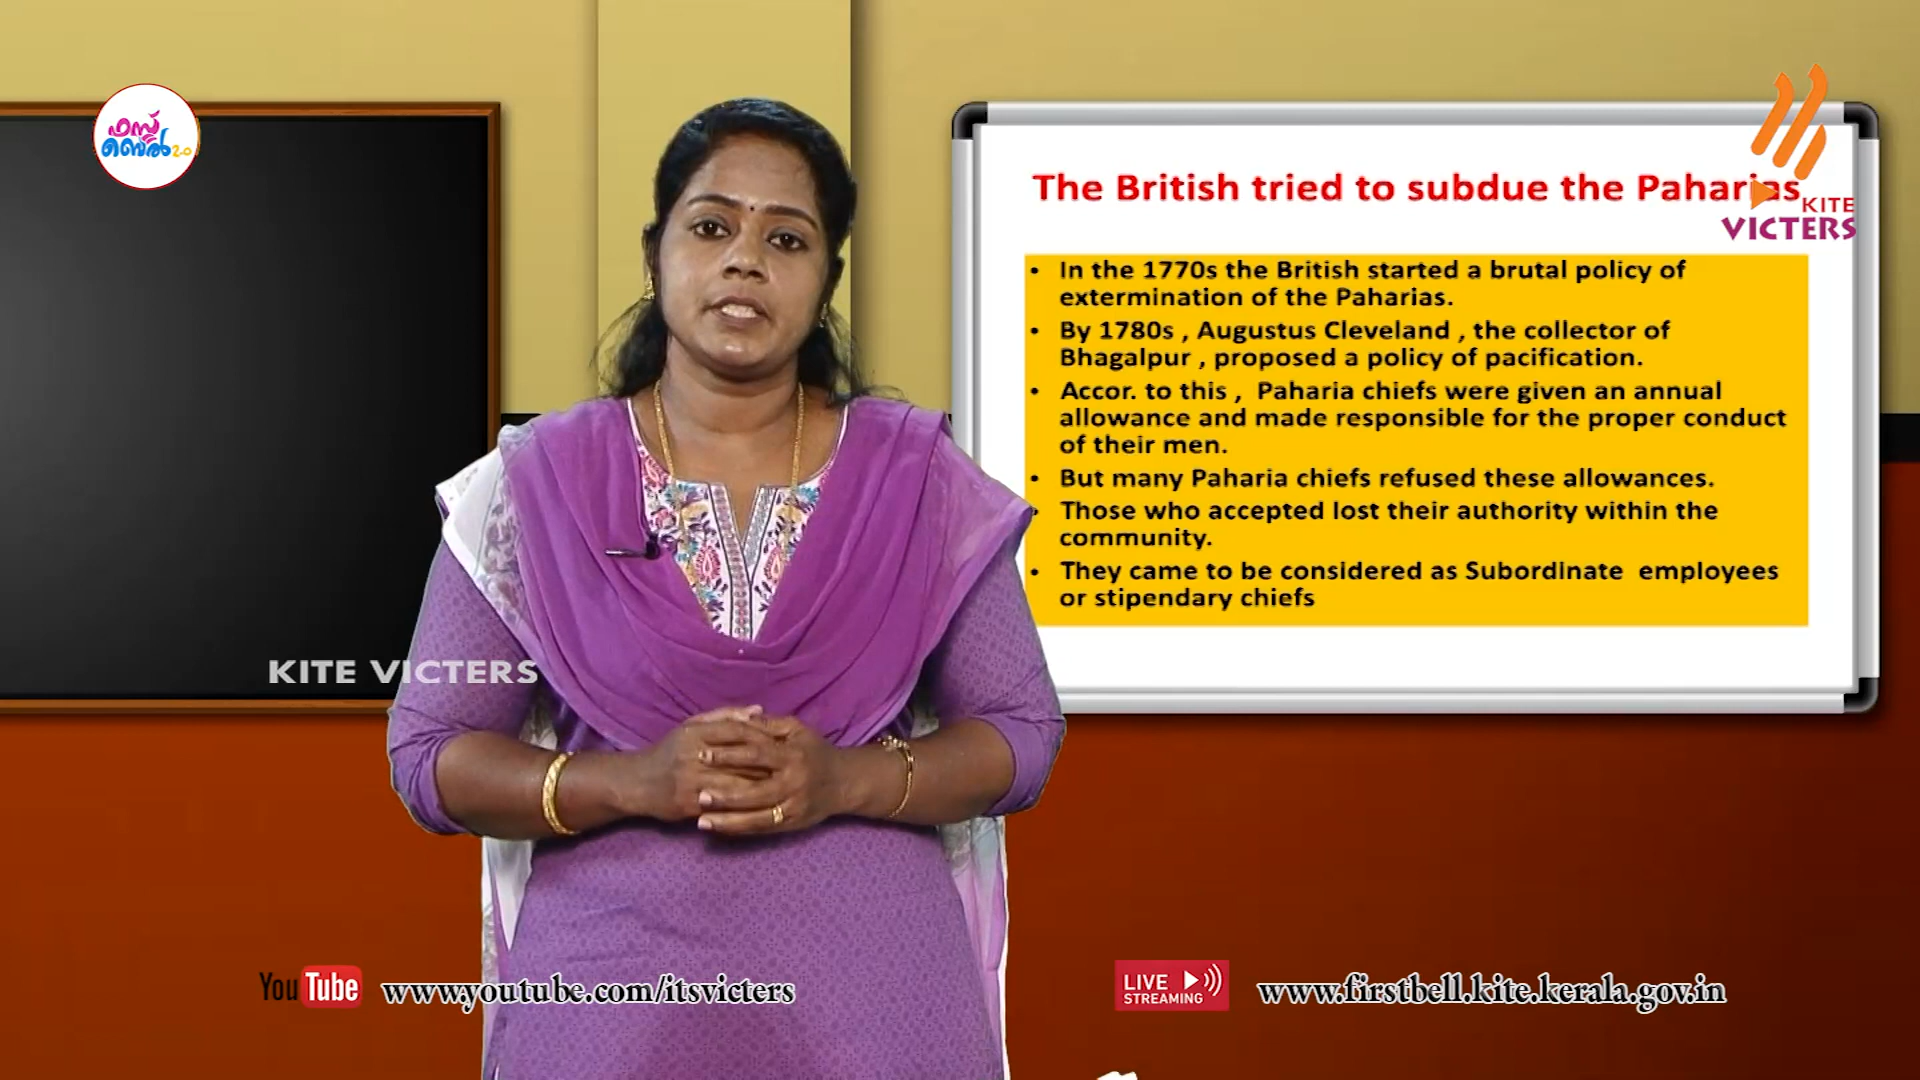 ഫസ്റ്റ്
ബെൽ 2.0
The British tried to subdue the Paharias
KITE
VICTERS
• In the 1770s the British started a brutal policy of
extermination of the Paharias.
• By 1780s , Augustus Cleveland , the collector of
Bhagalpur , proposed a policy of pacification.
• Accor. to this , Paharia chiefs were given an annual
allowance and made responsible for the proper conduct
of their men.
• But many Paharia chiefs refused these allowances.
• Those who accepted lost their authority within the
community.
• They came to be considered as Subordinate employees
or stipendary chiefs
KITE VICTERS
YouTube www.youtube.com/itsvicters
LIVE
STREAMING
www.firstbell.kite.kerala.gov.in